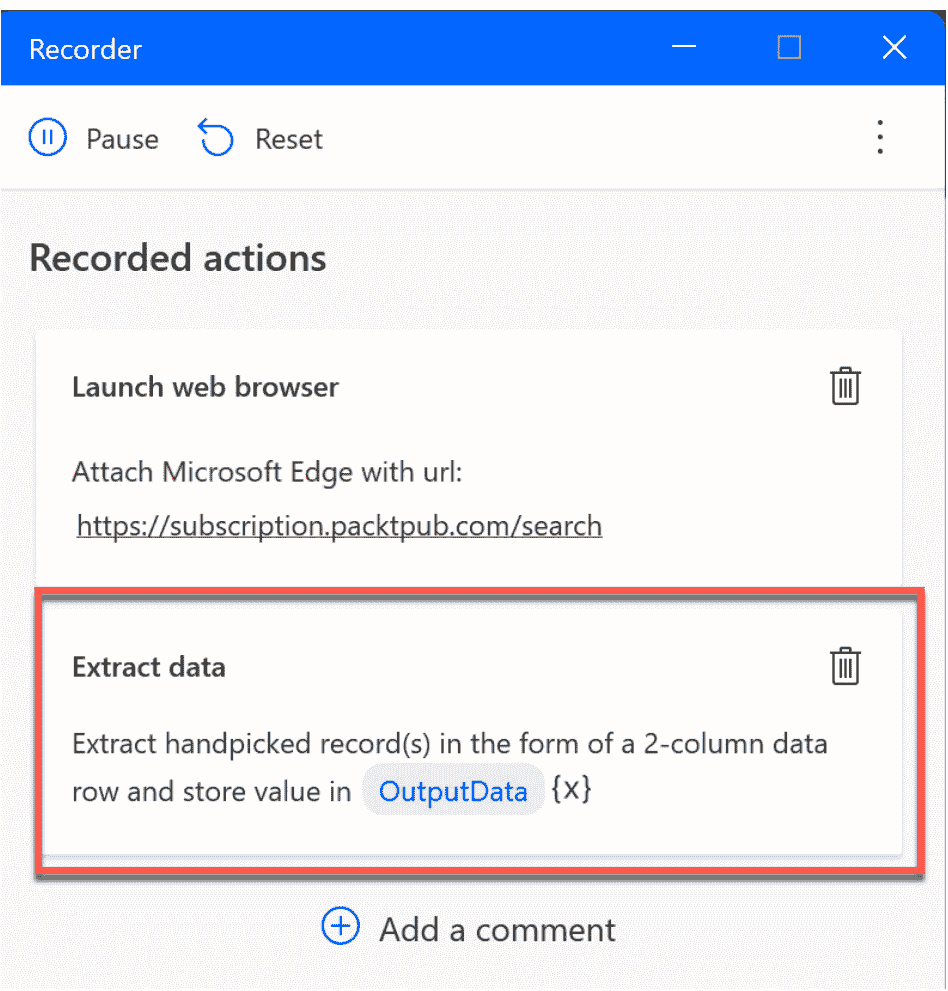 Recorder
Pause Reset
Recorded actions
Launch web browser
Attach Microsoft Edge with url:
https://subscription.packtpub.com/search
Extract data
Extract handpicked record(s) in the form of a 2-column data
row and store value in OutputData {x}
Add a comment